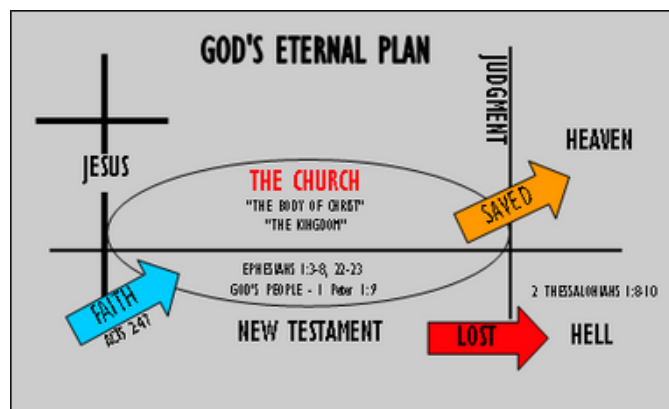 GOD'S ETERNAL PLAN
JUDGMENT
HEAVEN
JESUS
THE CHURCH
"THE BODY OF CHRIST"
"THE KINGDOM"
SAVED
EPHESIANS 1:3-8, 22-23
GOD'S PEOPLE - 1 Peter 1:9
FAITH
ACTS 2:47
2 THESSALONIANS 1:8-10
NEW TESTAMENT
LOST
HELL